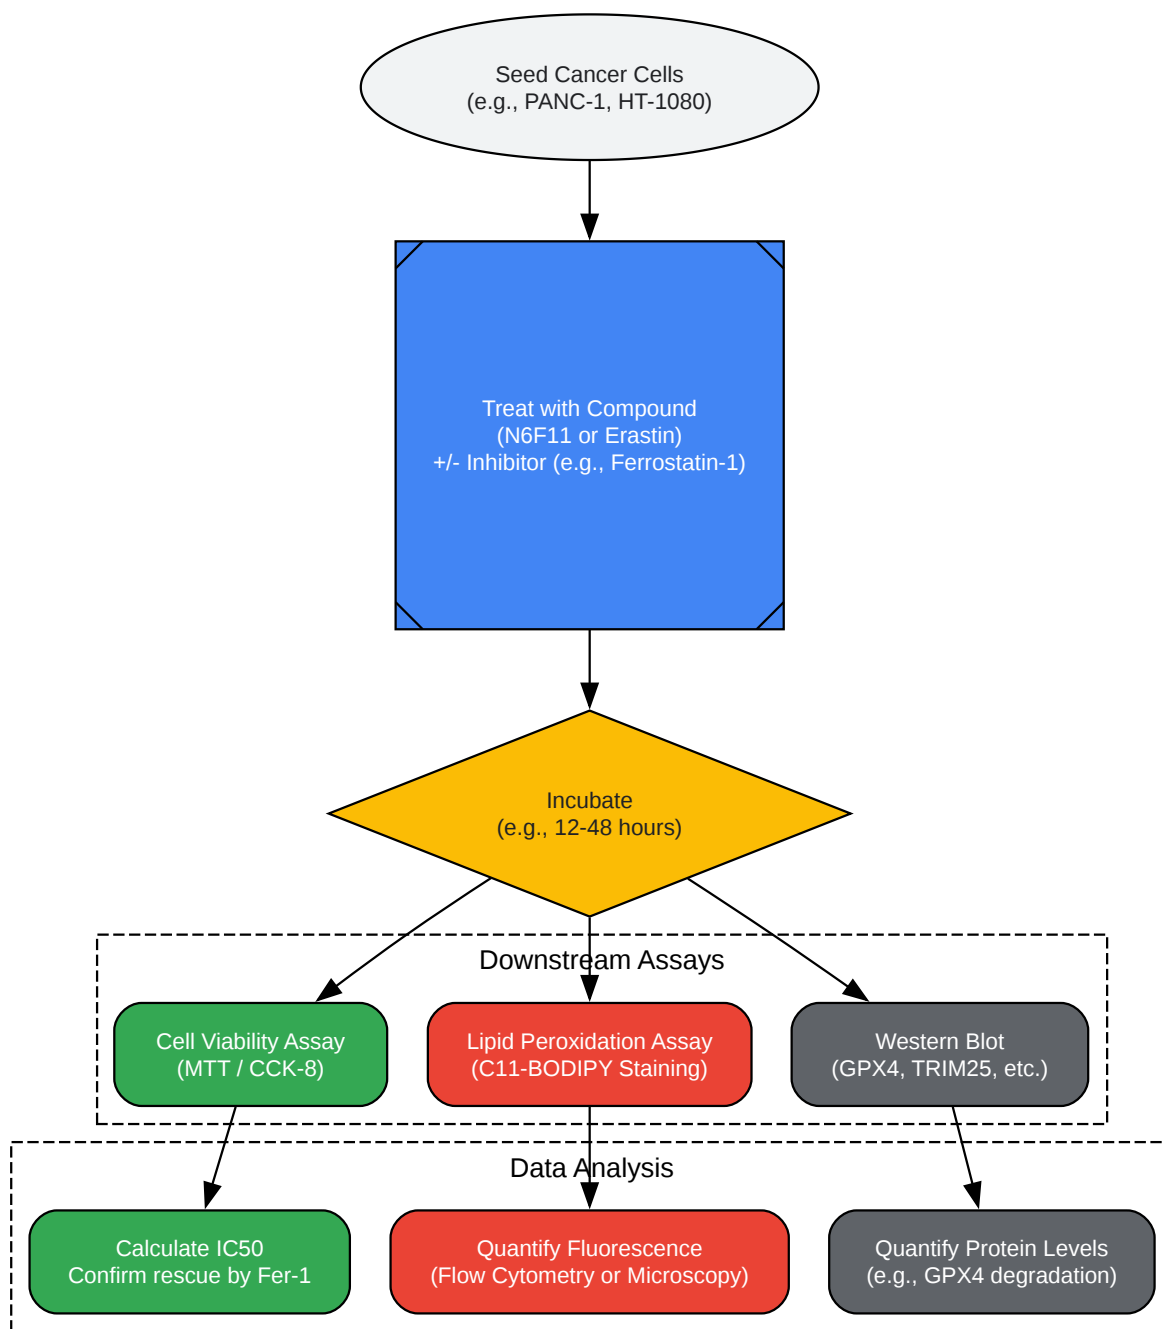 Seed Cancer Cells
(e.g., PANC-1, HT-1080)
Treat with Compound
(N6F11 or Erastin)
+/- Inhibitor (e.g., Ferrostatin-1)
Incubate
(e.g., 12-48 hours)
Downstream Assays
Cell Viability Assay
(MTT / CCK-8)
Lipid Peroxidation Assay
(C11-BODIPY Staining)
Western Blot
(GPX4, TRIM25, etc.)
Data Analysis
Calculate IC50
Confirm rescue by Fer-1
Quantify Fluorescence
(Flow Cytometry or Microscopy)
Quantify Protein Levels
(e.g., GPX4 degradation)